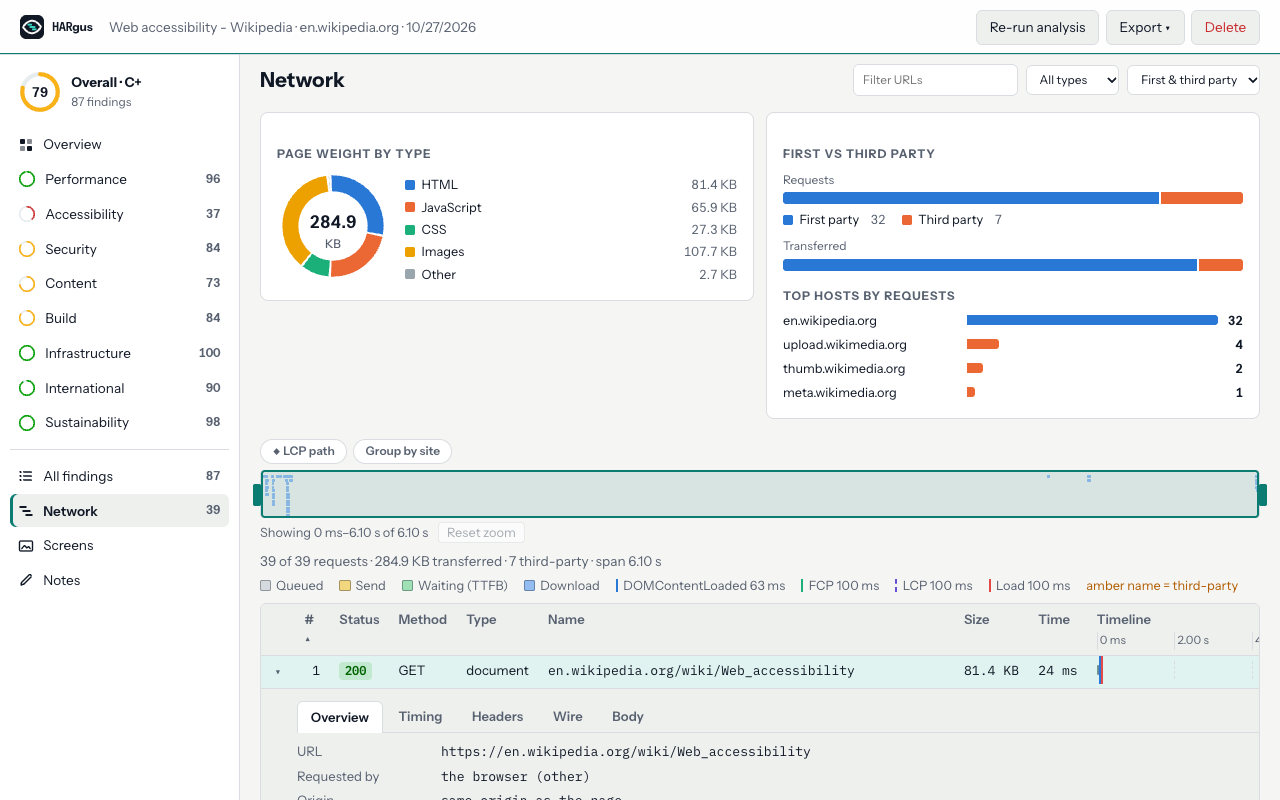 HARgus
Web accessibility - Wikipedia · en.wikipedia.org · 10/27/2026
Re-run analysis
Export ▾
Delete
79
Overall · C+
87 findings
Overview
Performance 96
Accessibility 37
Security 84
Content 73
Build 84
Infrastructure 100
International 90
Sustainability 98
All findings 87
Network 39
Screens
Notes
Network
Filter URLs
All types
First & third party
PAGE WEIGHT BY TYPE
284.9
KB
HTML 81.4 KB
JavaScript 65.9 KB
CSS 27.3 KB
Images 107.7 KB
Other 2.7 KB
FIRST VS THIRD PARTY
Requests
First party 32 Third party 7
Transferred
TOP HOSTS BY REQUESTS
en.wikipedia.org 32
upload.wikimedia.org 4
thumb.wikimedia.org 2
meta.wikimedia.org 1
◆ LCP path
Group by site
Showing 0 ms–6.10 s of 6.10 s
Reset zoom
39 of 39 requests · 284.9 KB transferred · 7 third-party · span 6.10 s
Queued Send Waiting (TTFB) Download DOMContentLoaded 63 ms FCP 100 ms LCP 100 ms Load 100 ms amber name = third-party
# ▴ Status Method Type Name Size Time Timeline
0 ms 2.00 s
▾ 1 200 GET document en.wikipedia.org/wiki/Web_accessibility 81.4 KB 24 ms
Overview Timing Headers Wire Body
URL https://en.wikipedia.org/wiki/Web_accessibility
Requested by the browser (other)
Origin same origin as the page